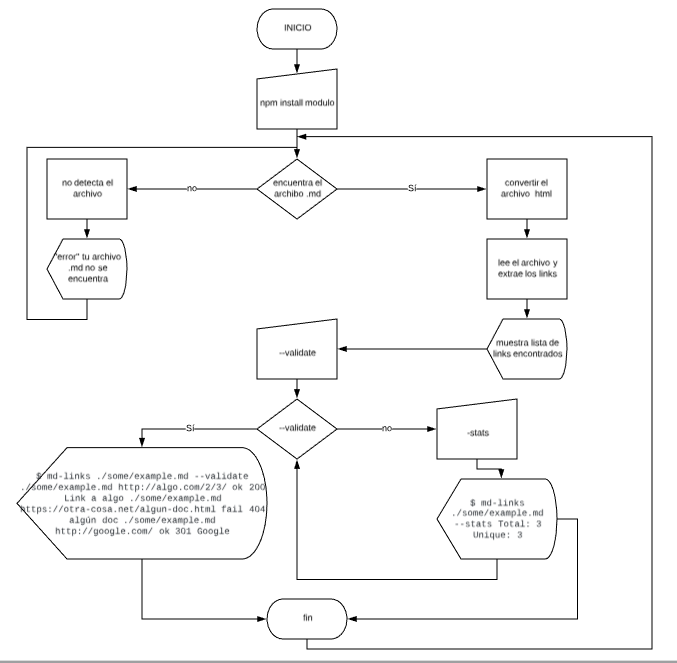 INICIO
npm install modulo
no detecta el
archivo
no
encuentra el
archibo .md
Sí
convertir el
archivo html
"error" tu archivo
.md no se
encuentra
lee el archivo y
extrae los links
muestra lista de
links encontrados
--validate
Sí
--validate
no
-stats
$ md-links ./some/example.md --validate
./some/example.md http://algo.com/2/3/ ok 200
Link a algo ./some/example.md
https://otra-cosa.net/algun-doc.html fail 404
algún doc ./some/example.md
http://google.com/ ok 301 Google
$ md-links
./some/example.md
--stats Total: 3
Unique: 3
fin